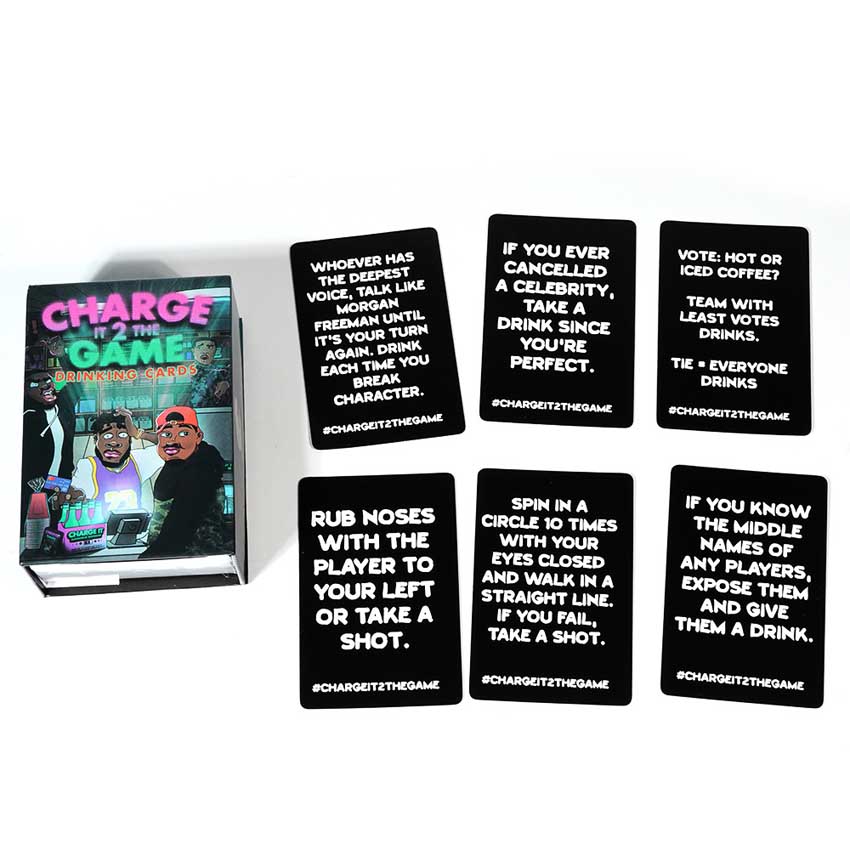 CHARGE
IT 2 THE
GAME
DRINKING CARDS
CHARGE IT
WHOEVER HAS
THE DEEPEST
VOICE, TALK LIKE
MORGAN
FREEMAN UNTIL
IT'S YOUR TURN
AGAIN. DRINK
EACH TIME YOU
BREAK
CHARACTER.
#CHARGEIT2THEGAME
IF YOU EVER
CANCELLED
A CELEBRITY,
TAKE A
DRINK SINCE
YOU'RE
PERFECT.
#CHARGEIT2THEGAME
VOTE: HOT OR
ICED COFFEE?
TEAM WITH
LEAST VOTES
DRINKS.
TIE = EVERYONE
DRINKS
#CHARGEIT2THEGAME
RUB NOSES
WITH THE
PLAYER TO
YOUR LEFT
OR TAKE A
SHOT.
#CHARGEIT2THEGAME
SPIN IN A
CIRCLE 10 TIMES
WITH YOUR
EYES CLOSED
AND WALK IN A
STRAIGHT LINE.
IF YOU FAIL,
TAKE A SHOT.
#CHARGEIT2THEGAME
IF YOU KNOW
THE MIDDLE
NAMES OF
ANY PLAYERS,
EXPOSE THEM
AND GIVE
THEM A DRINK.
#CHARGEIT2THEGAME